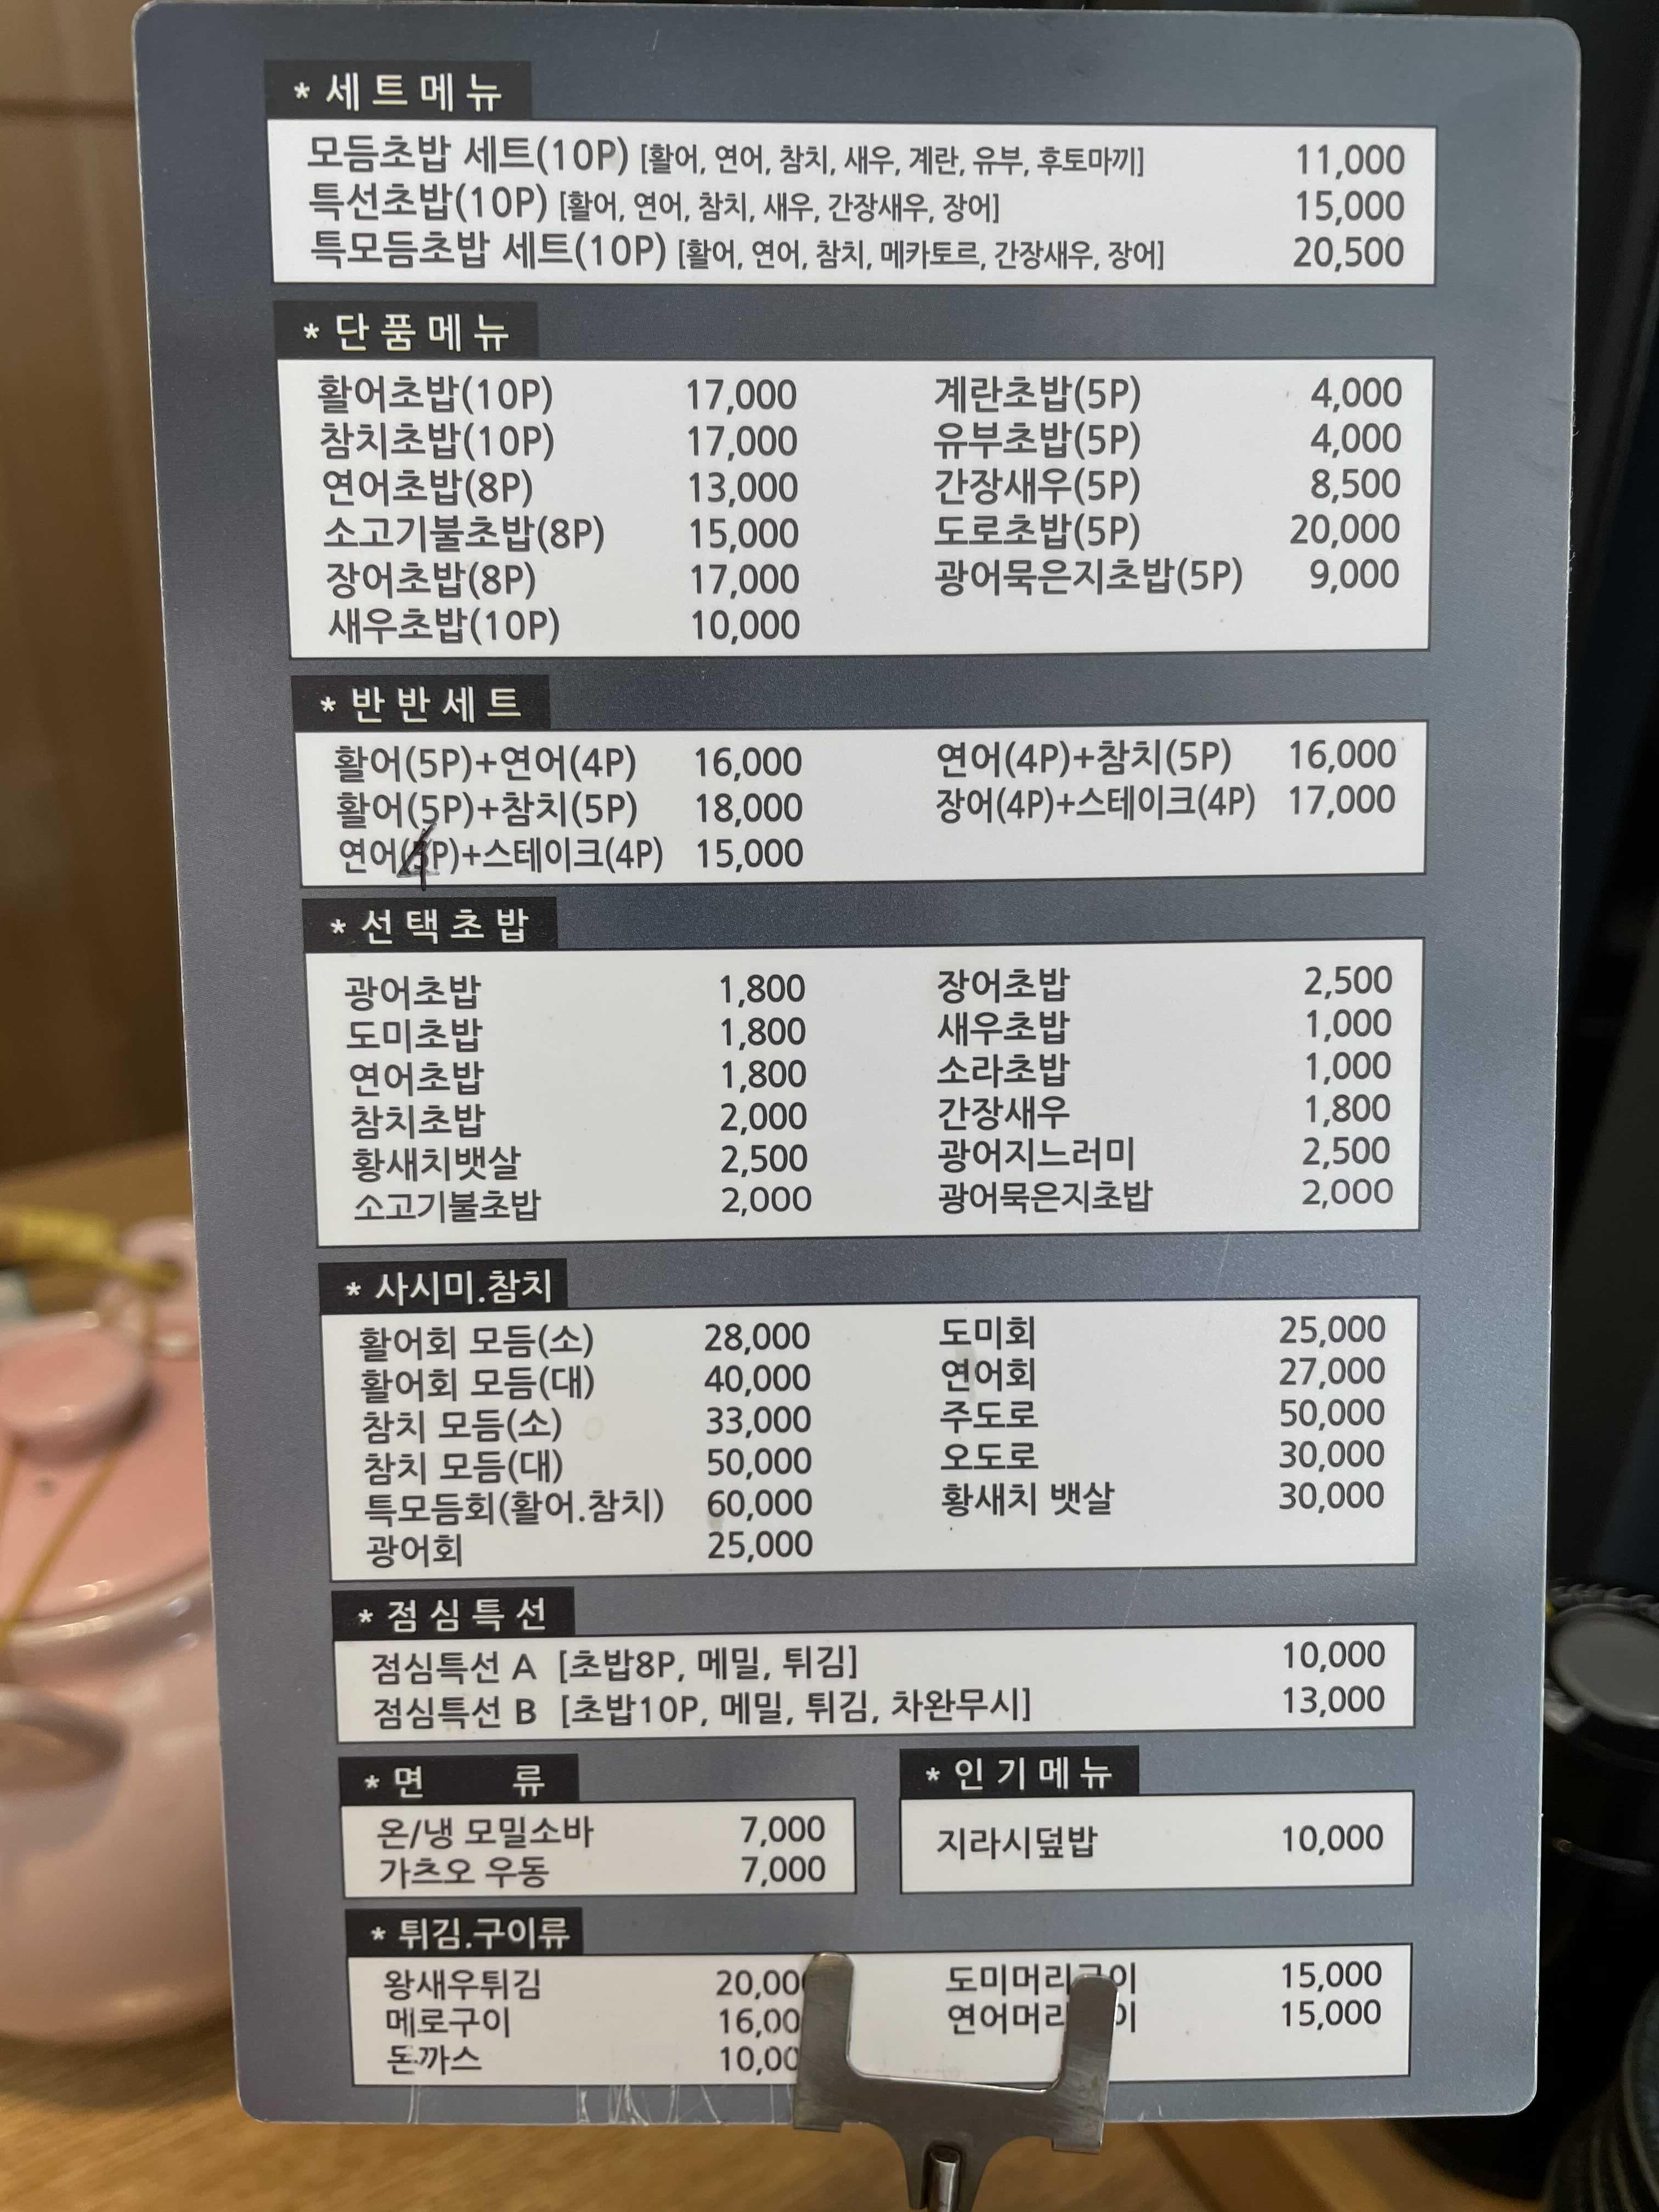 * 세트메뉴
모듬초밥 세트(10P) [활어, 연어, 참치, 새우, 계란, 유부, 후토마끼] 11,000
특선초밥(10P) [활어, 연어, 참치, 새우, 간장새우, 장어] 15,000
특모듬초밥 세트(10P) [활어, 연어, 참치, 메카토르, 간장새우, 장어] 20,500
* 단품메뉴
활어초밥(10P) 17,000 계란초밥(5P) 4,000
참치초밥(10P) 17,000 유부초밥(5P) 4,000
연어초밥(8P) 13,000 간장새우(5P) 8,500
소고기불초밥(8P) 15,000 도로초밥(5P) 20,000
장어초밥(8P) 17,000 광어묵은지초밥(5P) 9,000
새우초밥(10P) 10,000
* 반반세트
활어(5P)+연어(4P) 16,000 연어(4P)+참치(5P) 16,000
활어(5P)+참치(5P) 18,000 장어(4P)+스테이크(4P) 17,000
연어(4P)+스테이크(4P) 15,000
* 선택초밥
광어초밥 1,800 장어초밥 2,500
도미초밥 1,800 새우초밥 1,000
연어초밥 1,800 소라초밥 1,000
참치초밥 2,000 간장새우 1,800
황새치뱃살 2,500 광어지느러미 2,500
소고기불초밥 2,000 광어묵은지초밥 2,000
* 사시미.참치
활어회 모듬(소) 28,000 도미회 25,000
활어회 모듬(대) 40,000 연어회 27,000
참치 모듬(소) 33,000 주도로 50,000
참치 모듬(대) 50,000 오도로 30,000
특모듬회(활어.참치) 60,000 황새치 뱃살 30,000
광어회 25,000
* 점심특선
점심특선 A [초밥8P, 메밀, 튀김] 10,000
점심특선 B [초밥10P, 메밀, 튀김, 차완무시] 13,000
* 면 류 * 인기메뉴
온/냉 모밀소바 7,000 지라시덮밥 10,000
가츠오 우동 7,000
* 튀김.구이류
왕새우튀김 20,000 15,000
메로구이 15,000
돈까스